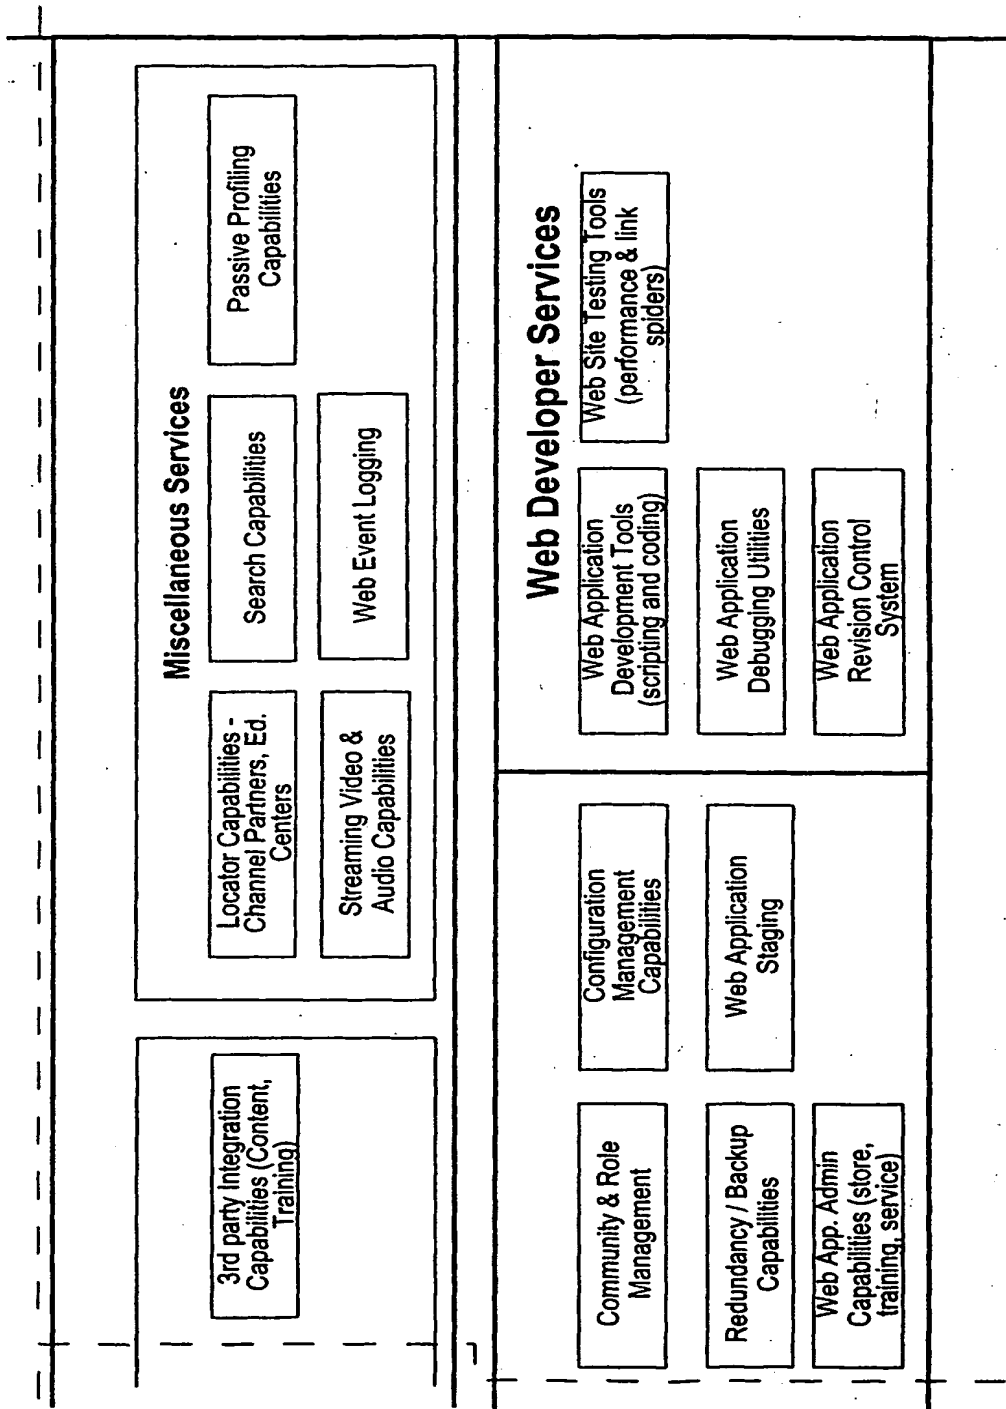 3rd party Integration
Capabilities (Content,
Training)
Miscellaneous Services
Locator Capabilities -
Channel Partners, Ed.
Centers
Search Capabilities
Passive Profiling
Capabilities
Streaming Video &
Audio Capabilities
Web Event Logging
Community & Role
Management
Configuration
Management
Capabilities
Redundancy / Backup
Capabilities
Web Application
Staging
Web App. Admin
Capabilities (store,
training, service)
Web Developer Services
Web Application
Development Tools
(scripting and coding)
Web Site Testing Tools
(performance & link
spiders)
Web Application
Debugging Utilities
Web Application
Revision Control
System